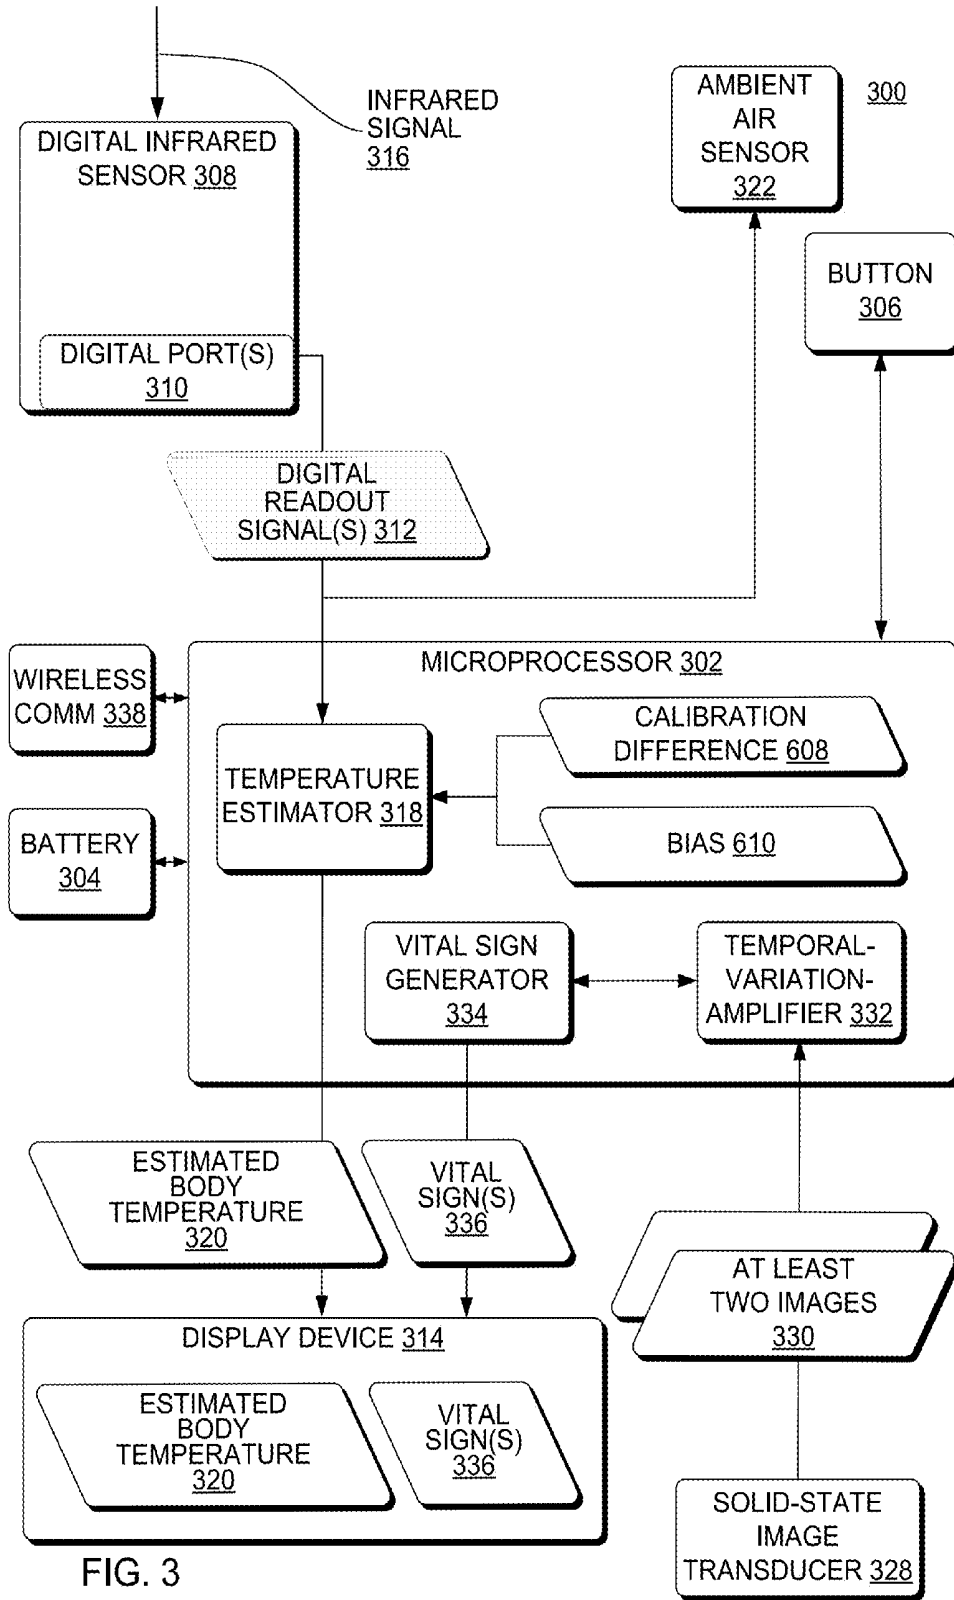 INFRARED
SIGNAL
316
AMBIENT
AIR
SENSOR
322
300
DIGITAL INFRARED
SENSOR 308
BUTTON
306
DIGITAL PORT(S)
310
DIGITAL
READOUT
SIGNAL(S) 312
MICROPROCESSOR 302
WIRELESS
COMM 338
CALIBRATION
DIFFERENCE 608
TEMPERATURE
ESTIMATOR 318
BATTERY
304
BIAS 610
VITAL SIGN
GENERATOR
334
TEMPORAL-
VARIATION-
AMPLIFIER 332
ESTIMATED
BODY
TEMPERATURE
320
VITAL
SIGN(S)
336
AT LEAST
TWO IMAGES
330
DISPLAY DEVICE 314
ESTIMATED
BODY
TEMPERATURE
320
VITAL
SIGN(S)
336
SOLID-STATE
IMAGE
TRANSDUCER 328
FIG. 3